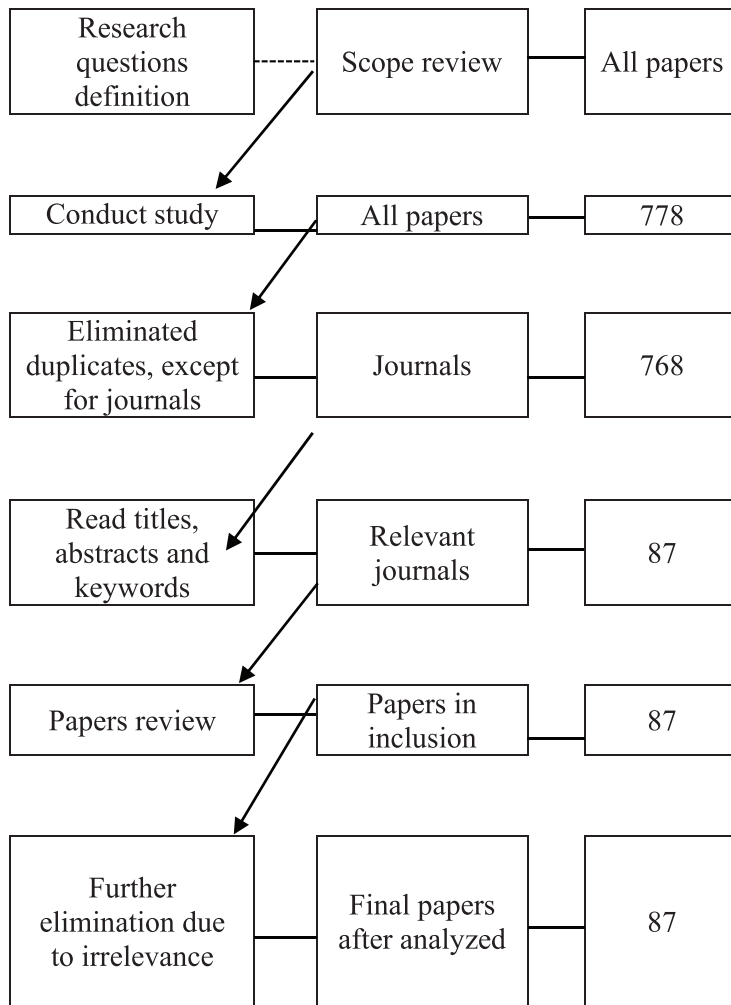 Research
questions
definition
Scope review
All papers
Conduct study
All papers
778
Eliminated
duplicates, except
for journals
Journals
768
Read titles,
abstracts and
keywords
Relevant
journals
87
Papers review
Papers in
inclusion
87
Further
elimination due
to irrelevance
Final papers
after analyzed
87